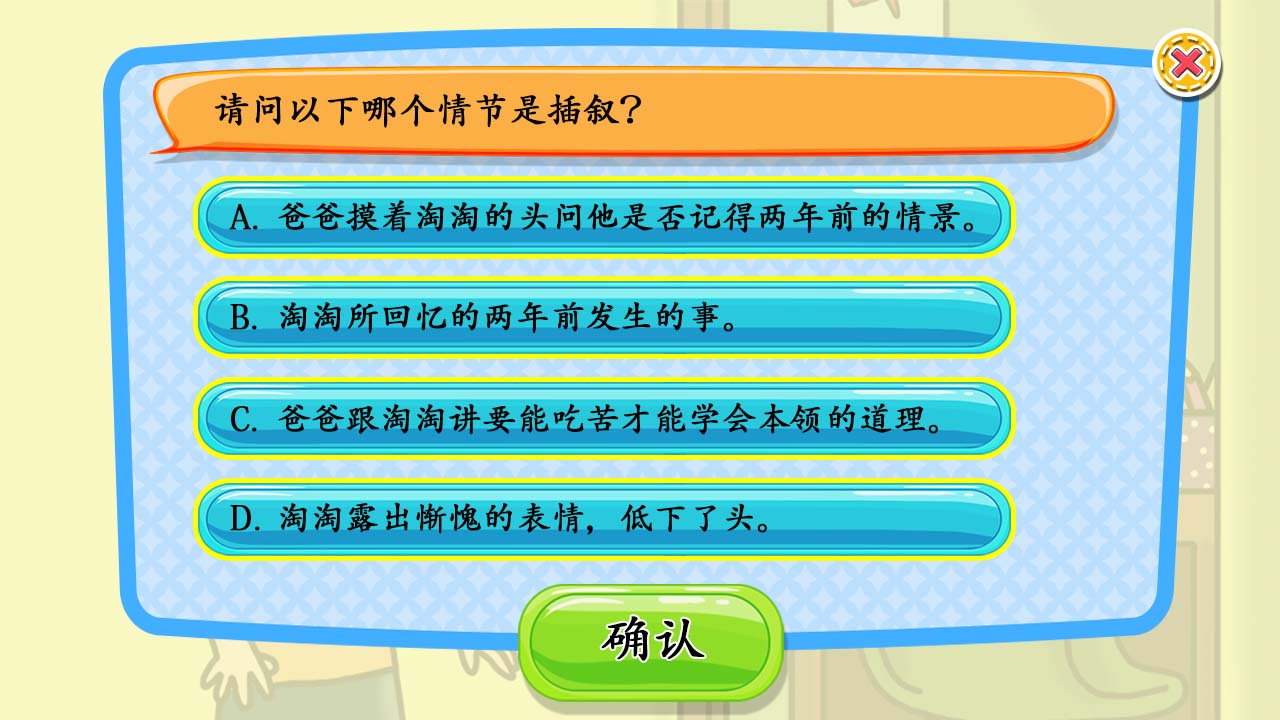 请问以下哪个情节是插叙？
A. 爸爸摸着淘淘的头问他是否记得两年前的情景。
B. 淘淘所回忆的两年前发生的事。
C. 爸爸跟淘淘讲要能吃苦才能学会本领的道理。
D. 淘淘露出惭愧的表情，低下了头。
确认